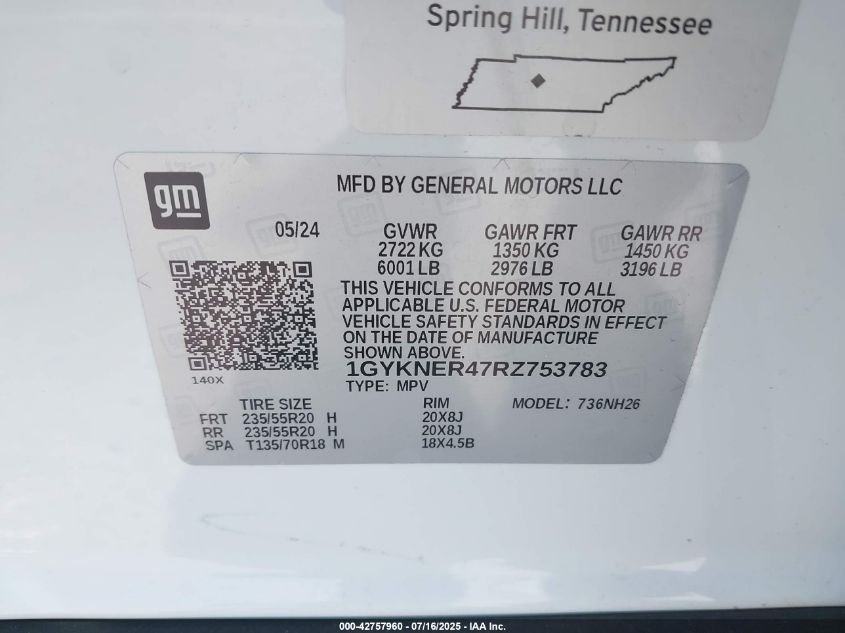 Spring Hill, Tennessee
gm
MFD BY GENERAL MOTORS LLC
05/24
GVWR GAWR FRT GAWR RR
2722 KG 1350 KG 1450 KG
6001 LB 2976 LB 3196 LB
THIS VEHICLE CONFORMS TO ALL
APPLICABLE U.S. FEDERAL MOTOR
VEHICLE SAFETY STANDARDS IN EFFECT
ON THE DATE OF MANUFACTURE
SHOWN ABOVE.
1GYKNER47RZ753783
140X
TYPE: MPV
TIRE SIZE RIM MODEL: 736NH26
FRT 235/55R20 H 20X8J
RR 235/55R20 H 20X8J
SPA T135/70R18 M 18X4.5B
000-42757960 - 07/16/2025 - IAA Inc.